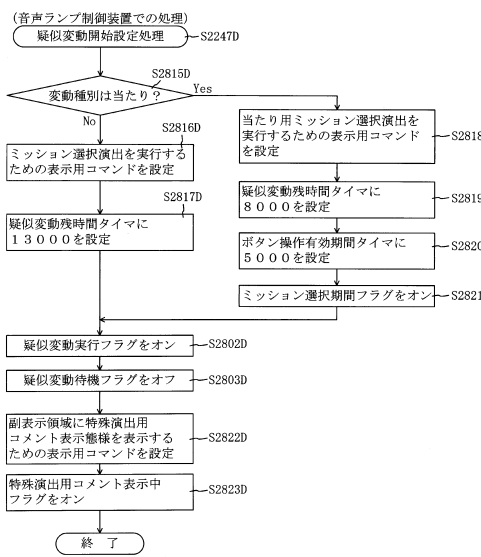 (音声ランプ制御装置での処理)
疑似変動開始設定処理
S2247D
S2815D
変動種別は当たり？
Yes
No
S2816D
ミッション選択演出を実行する
ための表示用コマンドを設定
S2817D
疑似変動残時間タイマに
１３０００を設定
当たり用ミッション選択演出を
実行するための表示用コマンド
を設定
S2818
疑似変動残時間タイマに
８０００を設定
S2819
ボタン操作有効期間タイマに
５０００を設定
S2820
ミッション選択期間フラグをオン
S2821
疑似変動実行フラグをオン
S2802D
疑似変動待機フラグをオフ
S2803D
副表示領域に特殊演出用
コメント表示態様を表示する
ための表示用コマンドを設定
S2822D
特殊演出用コメント表示中
フラグをオン
S2823D
終 了